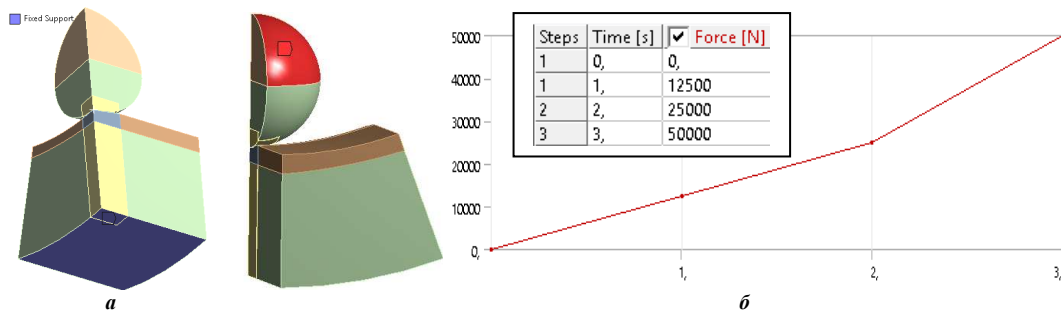 Fixed Support
Steps Time [s] Force [N]
1 0, 0,
1 1, 12500
2 2, 25000
3 3, 50000
50000
40000
30000
20000
10000
0,
1, 2, 3,
а б